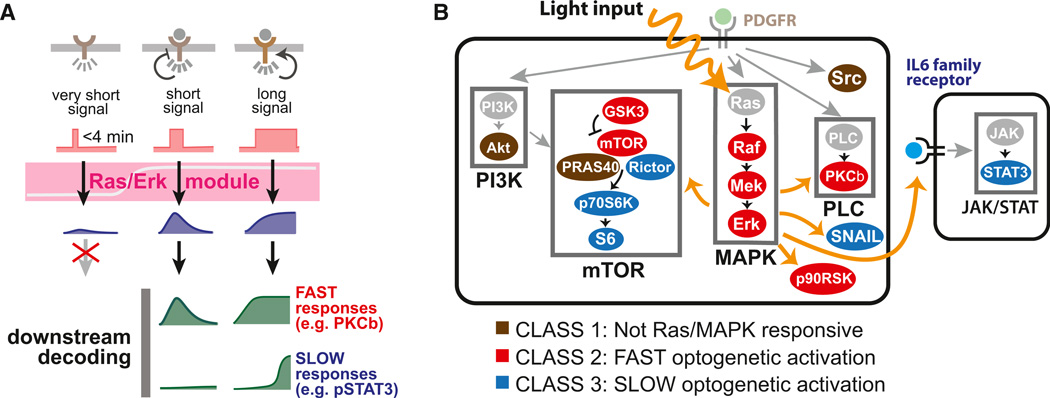 A
very short
signal
short
signal
long
signal
<4 min
Ras/Erk module
downstream
decoding
FAST
responses
(e.g. PKCb)
SLOW
responses
(e.g. pSTAT3)
B
Light input
PDGFR
PI3K
Akt
PI3K
GSK3
mTOR
PRAS40
Rictor
p70S6K
S6
mTOR
Ras
Raf
Mek
Erk
MAPK
Src
PLC
PKCb
PLC
SNAIL
p90RSK
IL6 family
receptor
JAK
STAT3
JAK/STAT
CLASS 1: Not Ras/MAPK responsive
CLASS 2: FAST optogenetic activation
CLASS 3: SLOW optogenetic activation